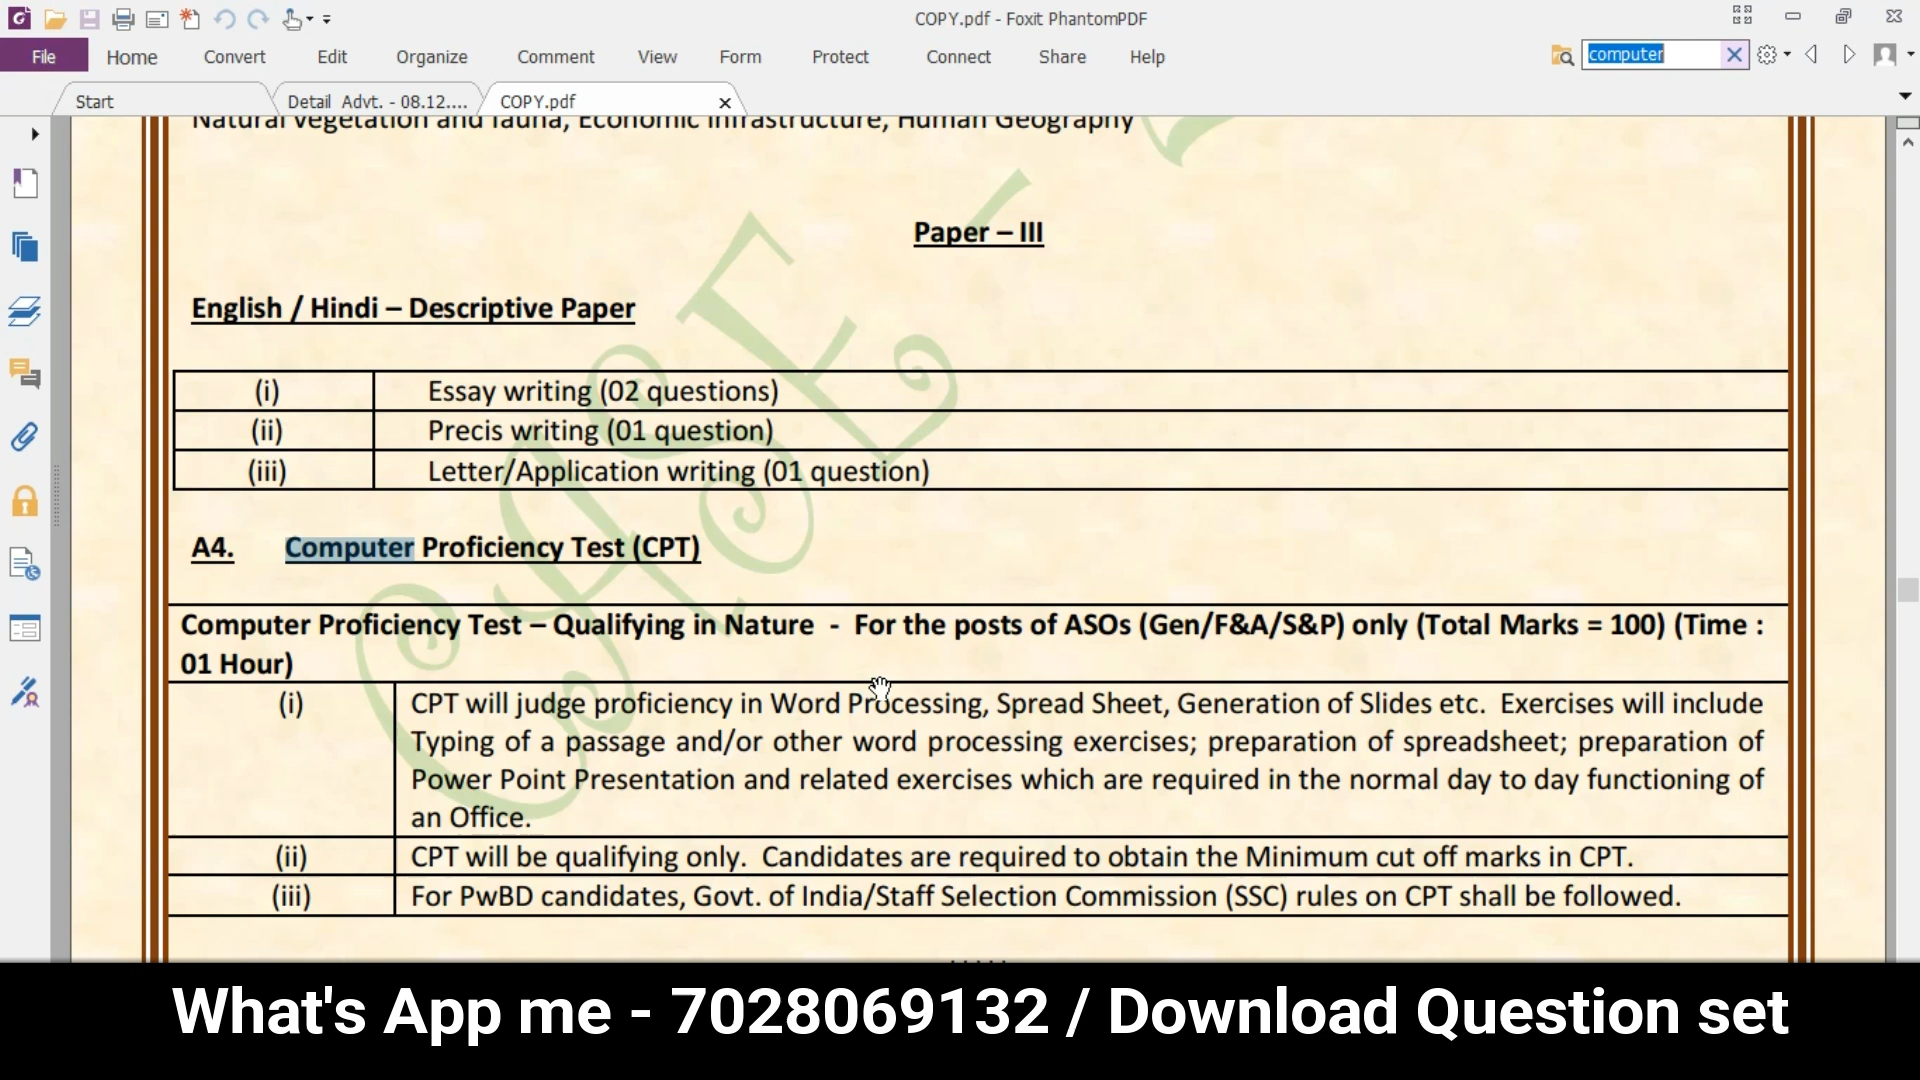 COPY.pdf - Foxit PhantomPDF
File Home Convert Edit Organize Comment View Form Protect Connect Share Help computer
Start Detail Advt. - 08.12.... COPY.pdf
Natural vegetation and fauna, Economic infrastructure, Human Geography
Paper – III
English / Hindi – Descriptive Paper
(i) Essay writing (02 questions)
(ii) Precis writing (01 question)
(iii) Letter/Application writing (01 question)
A4. Computer Proficiency Test (CPT)
Computer Proficiency Test – Qualifying in Nature - For the posts of ASOs (Gen/F&A/S&P) only (Total Marks = 100) (Time :
01 Hour)
(i) CPT will judge proficiency in Word Processing, Spread Sheet, Generation of Slides etc. Exercises will include
Typing of a passage and/or other word processing exercises; preparation of spreadsheet; preparation of
Power Point Presentation and related exercises which are required in the normal day to day functioning of
an Office.
(ii) CPT will be qualifying only. Candidates are required to obtain the Minimum cut off marks in CPT.
(iii) For PwBD candidates, Govt. of India/Staff Selection Commission (SSC) rules on CPT shall be followed.
What's App me - 7028069132 / Download Question set